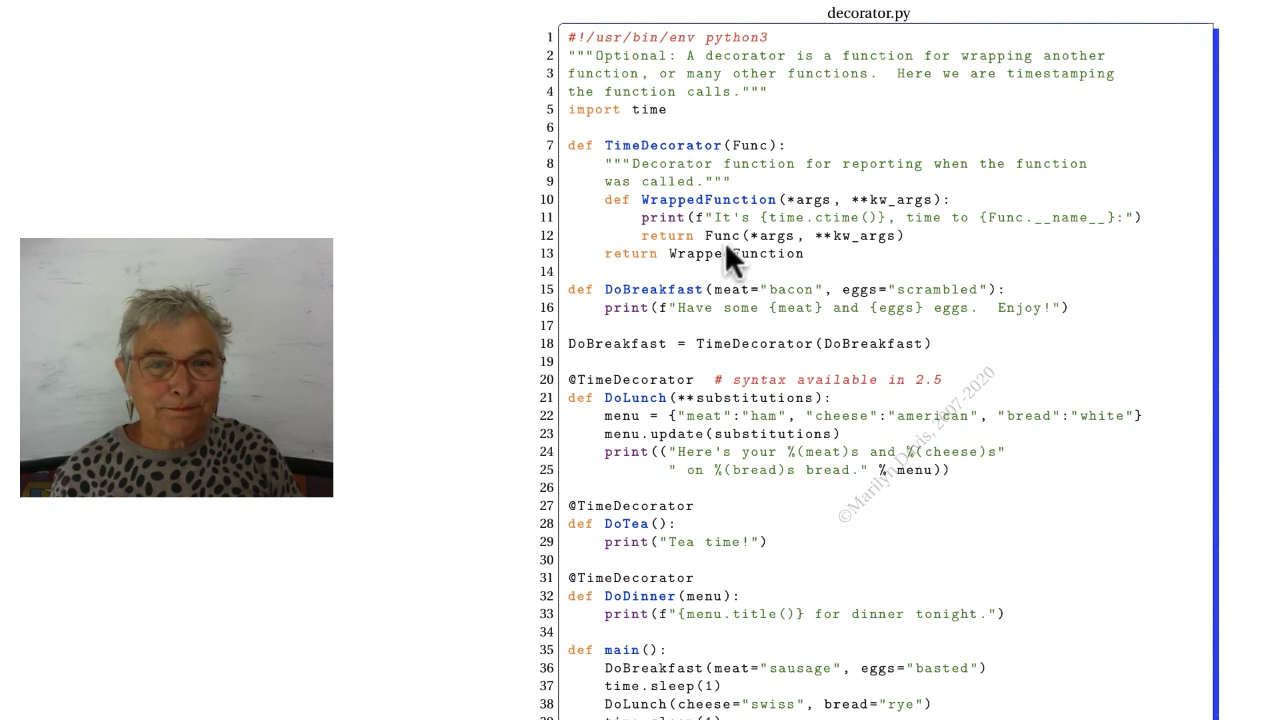 decorator.py
1 #!/usr/bin/env python3
2 """Optional: A decorator is a function for wrapping another
3 function, or many other functions.  Here we are timestamping
4 the function calls."""
5 import time
6
7 def TimeDecorator(Func):
8     """Decorator function for reporting when the function
9     was called."""
10     def WrappedFunction(*args, **kw_args):
11         print(f"It's {time.ctime()}, time to {Func.__name__}:")
12         return Func(*args, **kw_args)
13     return WrappedFunction
14
15 def DoBreakfast(meat="bacon", eggs="scrambled"):
16     print(f"Have some {meat} and {eggs} eggs.  Enjoy!")
17
18 DoBreakfast = TimeDecorator(DoBreakfast)
19
20 @TimeDecorator  # syntax available in 2.5
21 def DoLunch(**substitutions):
22     menu = {"meat":"ham", "cheese":"american", "bread":"white"}
23     menu.update(substitutions)
24     print(("Here's your %(meat)s and %(cheese)s"
25            " on %(bread)s bread." % menu))
26
27 @TimeDecorator
28 def DoTea():
29     print("Tea time!")
30
31 @TimeDecorator
32 def DoDinner(menu):
33     print(f"{menu.title()} for dinner tonight.")
34
35 def main():
36     DoBreakfast(meat="sausage", eggs="basted")
37     time.sleep(1)
38     DoLunch(cheese="swiss", bread="rye")
©Marilyn Davis, 2007-2020